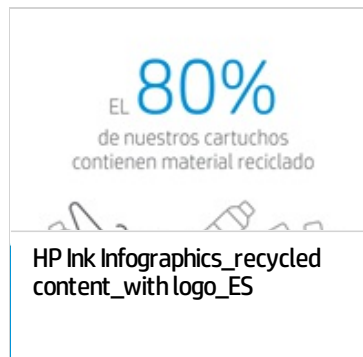 EL 80%
de nuestros cartuchos
contienen material reciclado
HP Ink Infographics_recycled
content_with logo_ES